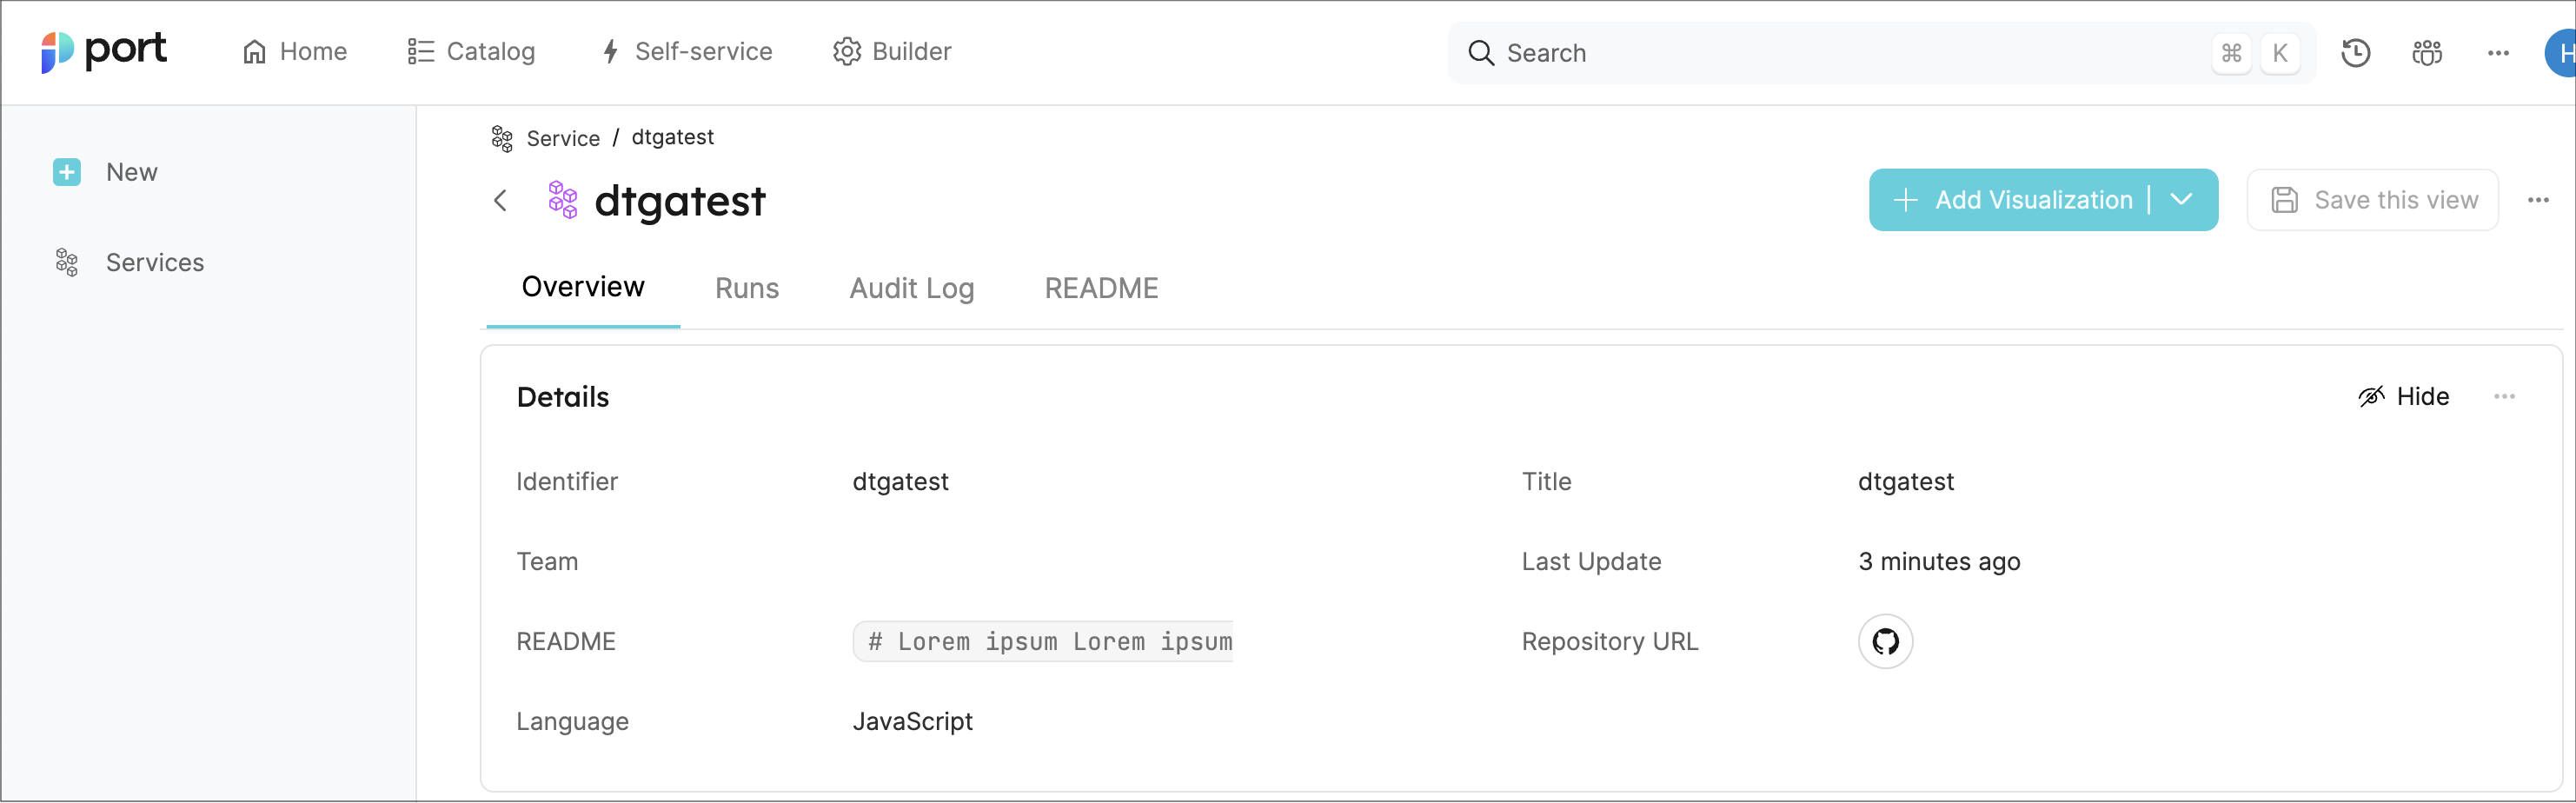 port Home Catalog Self-service Builder Search ⌘ K H
Service / dtgatest
New
dtgatest
Add Visualization Save this view
Services
Overview Runs Audit Log README
Details Hide
Identifier dtgatest Title dtgatest
Team Last Update 3 minutes ago
README # Lorem ipsum Lorem ipsum Repository URL
Language JavaScript